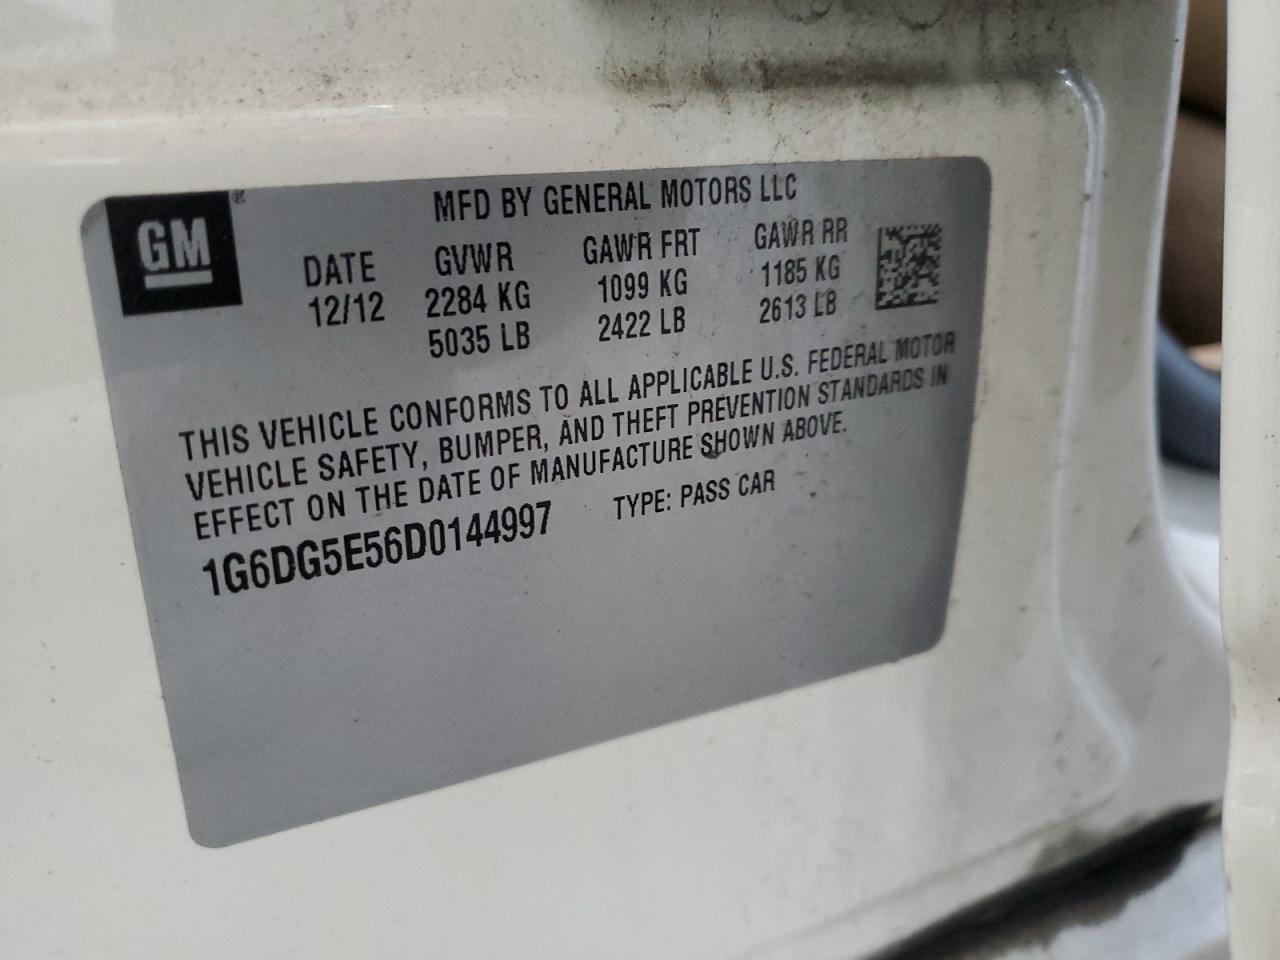 GM®
MFD BY GENERAL MOTORS LLC
DATE GVWR GAWR FRT GAWR RR
12/12 2284 KG 1099 KG 1185 KG
5035 LB 2422 LB 2613 LB
THIS VEHICLE CONFORMS TO ALL APPLICABLE U.S. FEDERAL MOTOR
VEHICLE SAFETY, BUMPER, AND THEFT PREVENTION STANDARDS IN
EFFECT ON THE DATE OF MANUFACTURE SHOWN ABOVE.
1G6DG5E56D0144997 TYPE: PASS CAR